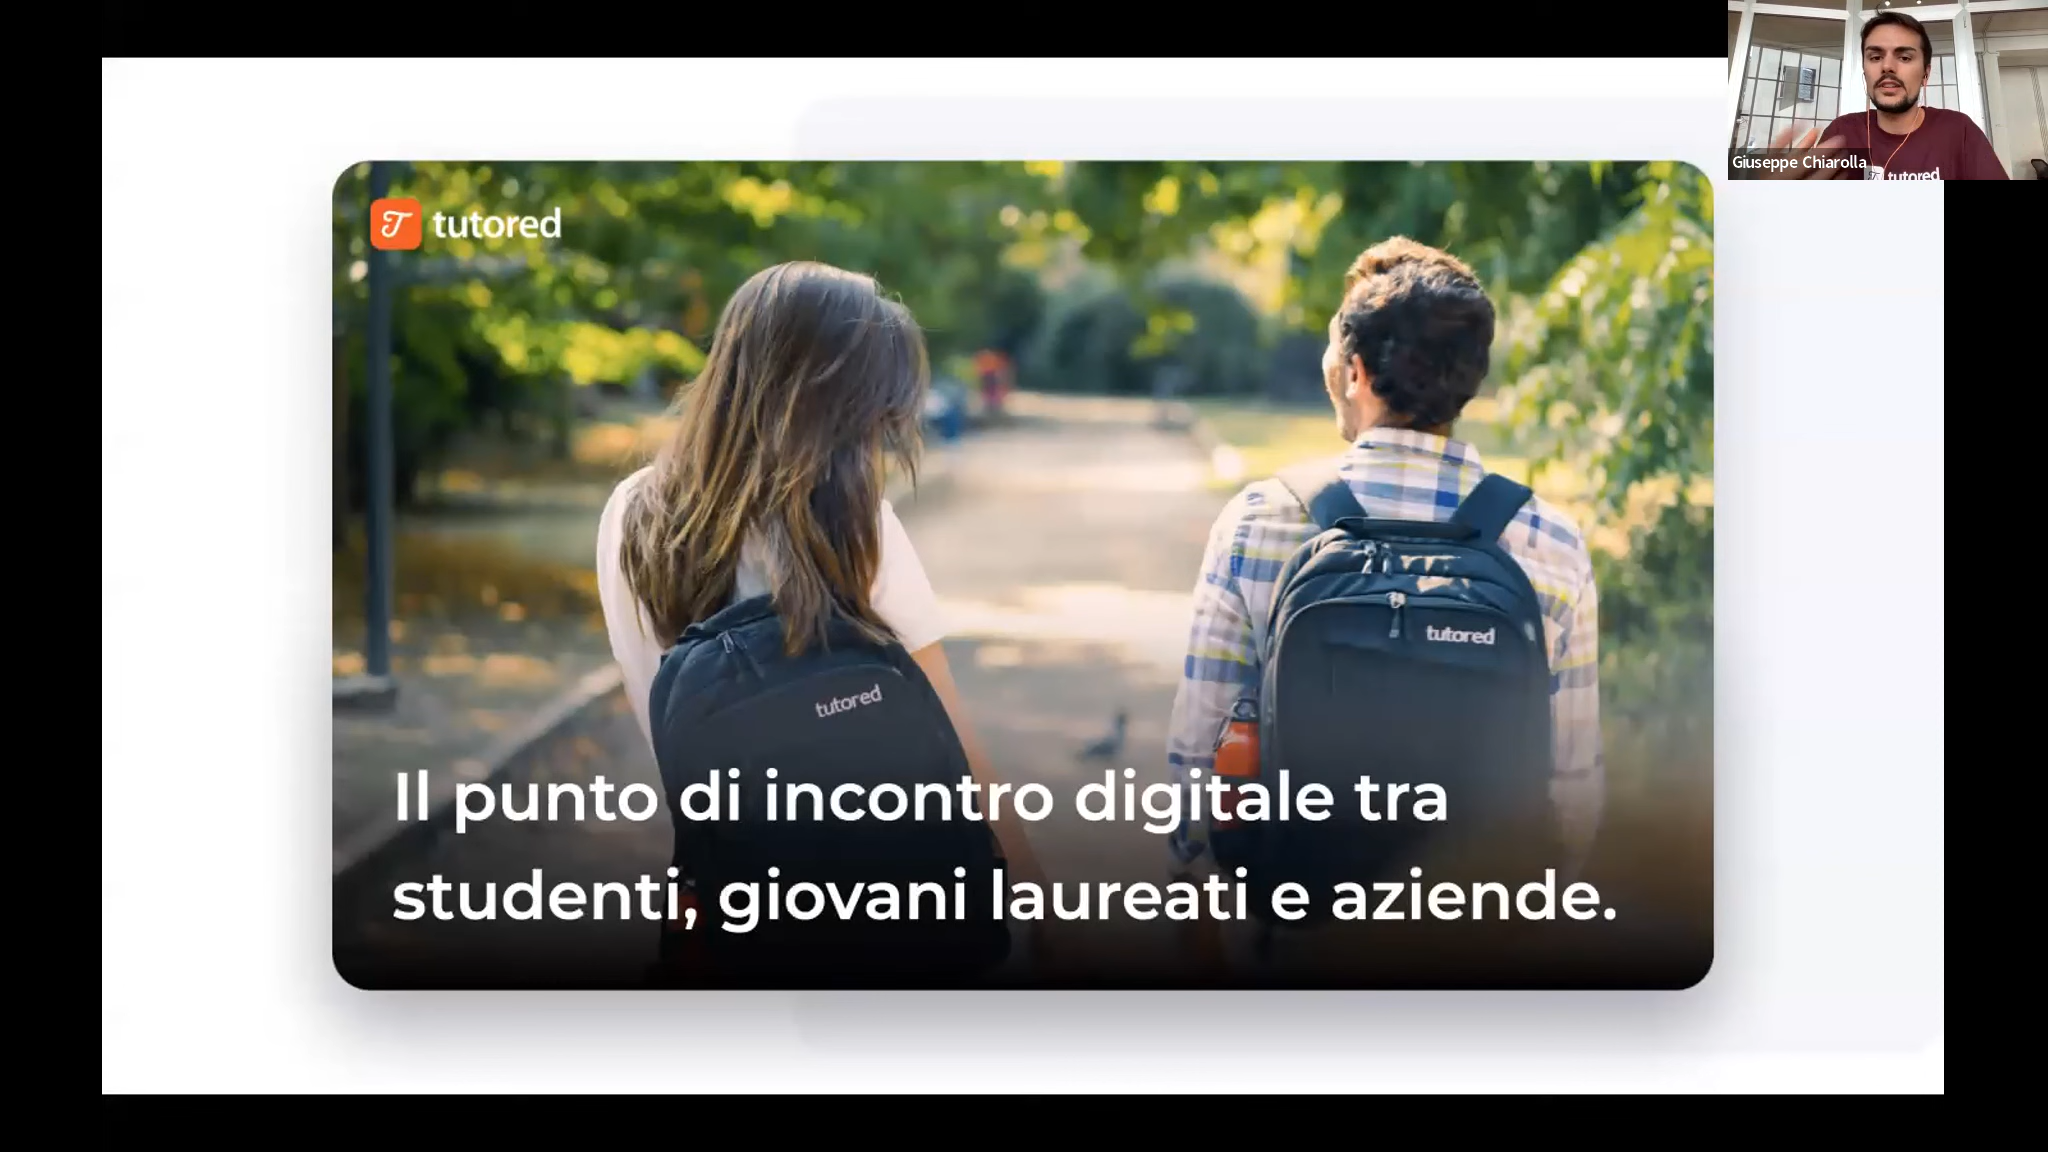 Giuseppe Chiarolla
tutored
tutored
tutored
tutored
Il punto di incontro digitale tra
studenti, giovani laureati e aziende.